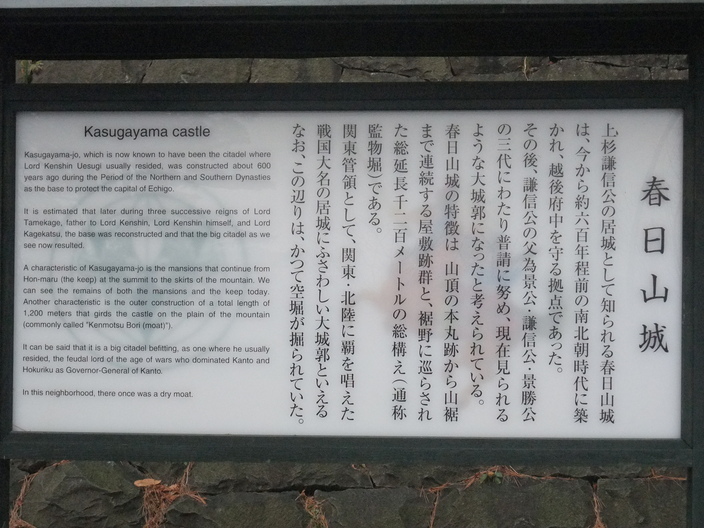 春日山城
上杉謙信公の居城として知られる春日山城
は、今から約六百年程前の南北朝時代に築
かれ、越後府中を守る拠点であった。
その後、謙信公の父為景公・謙信公・景勝公
の三代にわたり普請に努め、現在見られる
ような大城郭になったと考えられている。
春日山城の特徴は 山頂の本丸跡から山裾
まで連続する屋敷跡群と、裾野に巡らされ
た総延長千二百メートルの総構え(通称
監物堀)である。
関東管領として、関東・北陸に覇を唱えた
戦国大名の居城にふさわしい大城郭といえる
なお、この辺りは、かつて空堀が掘られていた。
Kasugayama castle
Kasugayama-jo, which is now known to have been the citadel where
Lord Kenshin Uesugi usually resided, was constructed about 600
years ago during the Period of the Northern and Southern Dynasties
as the base to protect the capital of Echigo.
It is estimated that later during three successive reigns of Lord
Tamekage, father to Lord Kenshin, Lord Kenshin himself, and Lord
Kagekatsu, the base was reconstructed and that the big citadel as we
see now resulted.
A characteristic of Kasugayama-jo is the mansions that continue from
Hon-maru (the keep) at the summit to the skirts of the mountain. We
can see the remains of both the mansions and the keep today.
Another characteristic is the outer construction of a total length of
1,200 meters that girds the castle on the plain of the mountain
(commonly called "Kenmotsu Bori (moat)").
It can be said that it is a big citadel befitting, as one where he usually
resided, the feudal lord of the age of wars who dominated Kanto and
Hokuriku as Governor-General of Kanto.
In this neighborhood, there once was a dry moat.